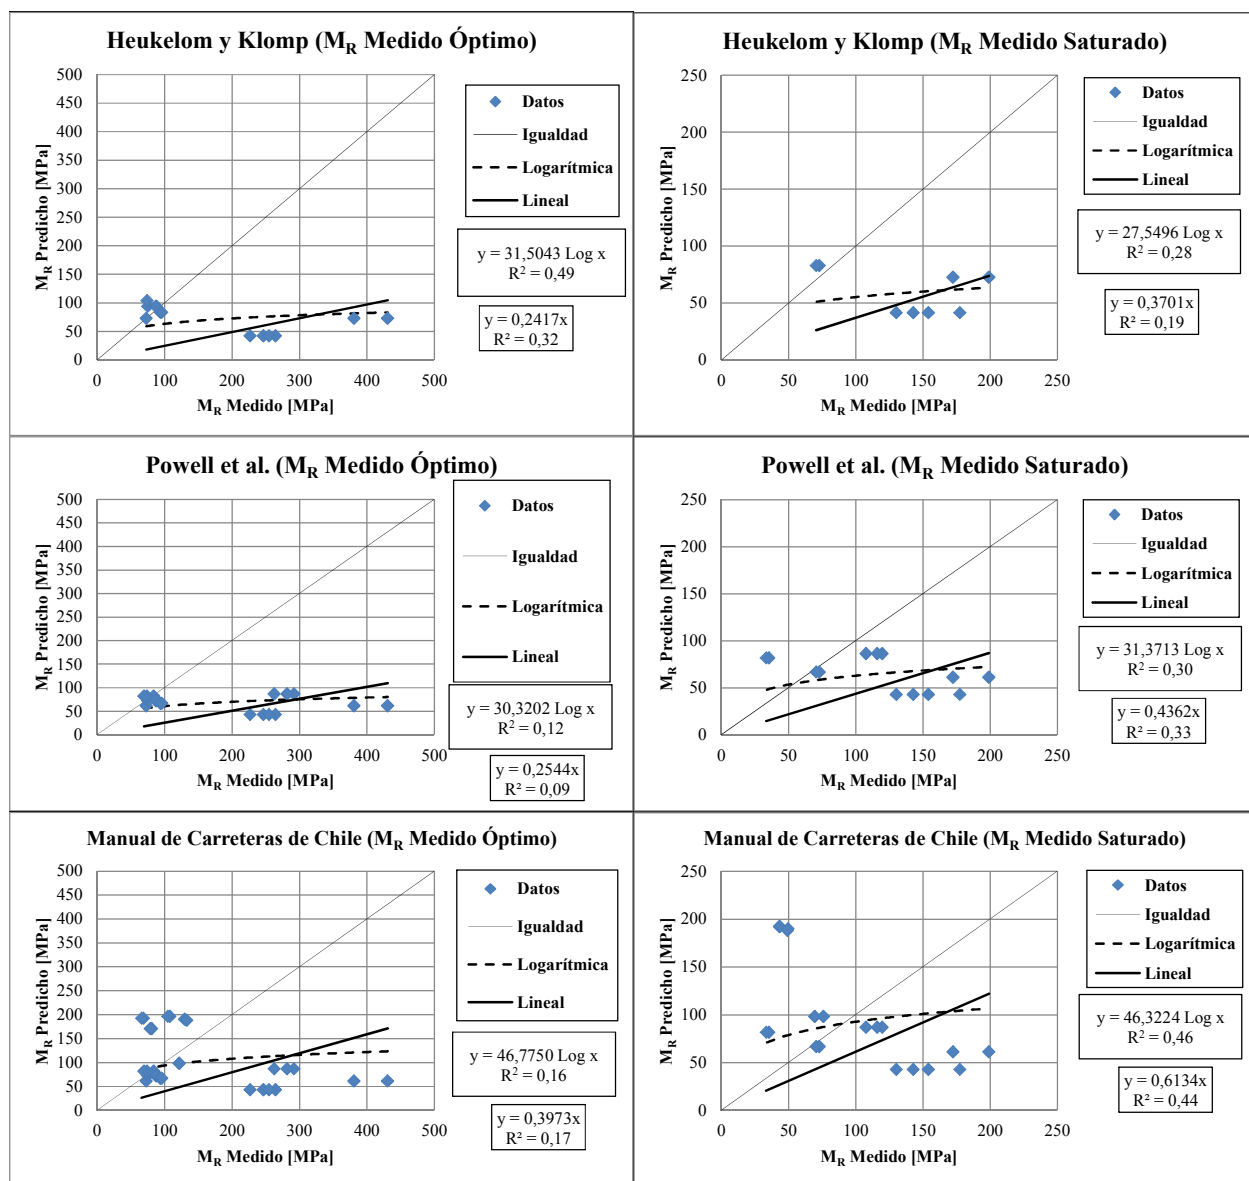 Heukelom y Klomp (MR Medido Óptimo)
500
450
400
350
300
250
200
150
100
50
0
0 100 200 300 400 500
MR Predicho [MPa]
MR Medido [MPa]
Datos
Igualdad
Logarítmica
Lineal
y = 31,5043 Log x
R² = 0,49
y = 0,2417x
R² = 0,32
Heukelom y Klomp (MR Medido Saturado)
250
200
150
100
50
0
0 50 100 150 200 250
MR Predicho [MPa]
MR Medido [MPa]
Datos
Igualdad
Logarítmica
Lineal
y = 27,5496 Log x
R² = 0,28
y = 0,3701x
R² = 0,19
Powell et al. (MR Medido Óptimo)
500
450
400
350
300
250
200
150
100
50
0
0 100 200 300 400 500
MR Predicho [MPa]
MR Medido [MPa]
Datos
Igualdad
Logarítmica
Lineal
y = 30,3202 Log x
R² = 0,12
y = 0,2544x
R² = 0,09
Powell et al. (MR Medido Saturado)
250
200
150
100
50
0
0 50 100 150 200 250
MR Predicho [MPa]
MR Medido [MPa]
Datos
Igualdad
Logarítmica
Lineal
y = 31,3713 Log x
R² = 0,30
y = 0,4362x
R² = 0,33
Manual de Carreteras de Chile (MR Medido Óptimo)
500
450
400
350
300
250
200
150
100
50
0
0 100 200 300 400 500
MR Predicho [MPa]
MR Medido [MPa]
Datos
Igualdad
Logarítmica
Lineal
y = 46,7750 Log x
R² = 0,16
y = 0,3973x
R² = 0,17
Manual de Carreteras de Chile (MR Medido Saturado)
250
200
150
100
50
0
0 50 100 150 200 250
MR Predicho [MPa]
MR Medido [MPa]
Datos
Igualdad
Logarítmica
Lineal
y = 46,3224 Log x
R² = 0,46
y = 0,6134x
R² = 0,44